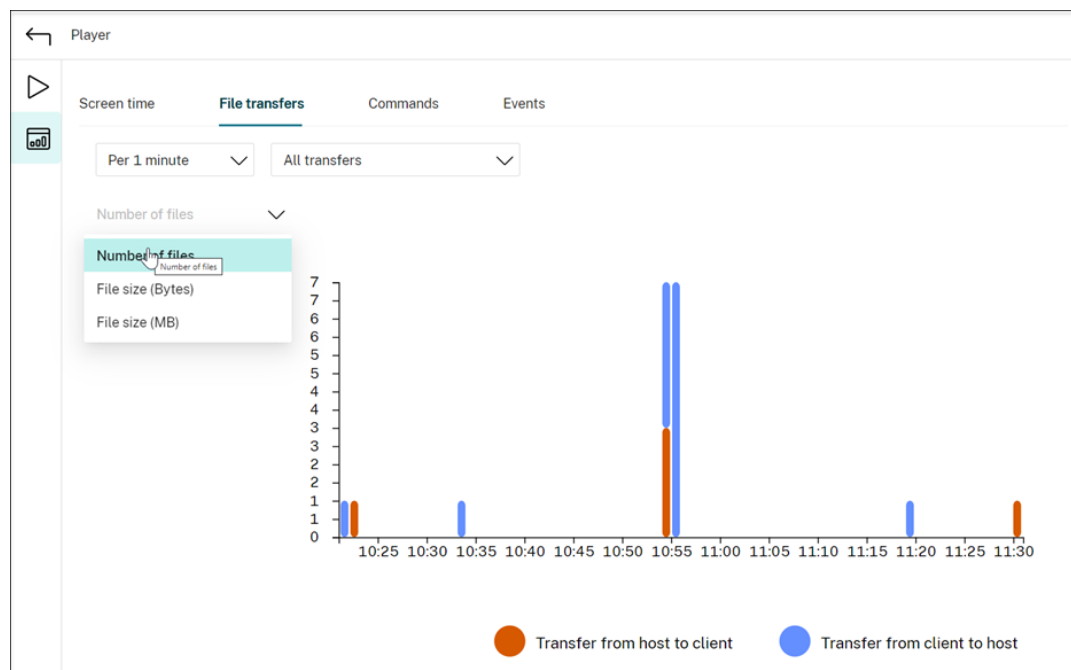 Player
Screen time File transfers Commands Events
Per 1 minute All transfers
Number of files
Number of files
Number of files
File size (Bytes)
File size (MB)
7
7
6
6
5
5
4
4
3
3
2
2
1
1
0
10:25 10:30 10:35 10:40 10:45 10:50 10:55 11:00 11:05 11:10 11:15 11:20 11:25 11:30
Transfer from host to client Transfer from client to host